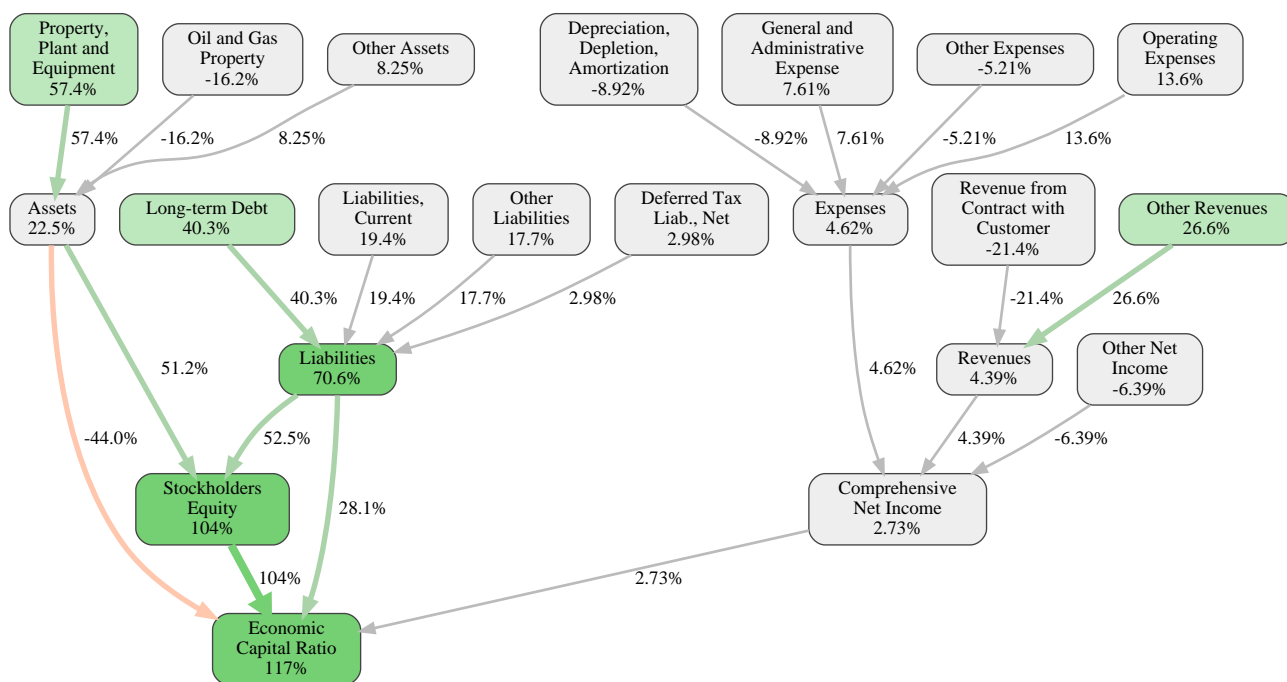 Property,
Plant and
Equipment
57.4%
Oil and Gas
Property
-16.2%
Other Assets
8.25%
Depreciation,
Depletion,
Amortization
-8.92%
General and
Administrative
Expense
7.61%
Other Expenses
-5.21%
Operating
Expenses
13.6%
57.4%
-16.2%
8.25%
-8.92%
7.61%
-5.21%
13.6%
Assets
22.5%
Long-term Debt
40.3%
Liabilities,
Current
19.4%
Other
Liabilities
17.7%
Deferred Tax
Liab., Net
2.98%
Expenses
4.62%
Revenue from
Contract with
Customer
-21.4%
Other Revenues
26.6%
40.3%
19.4%
17.7%
2.98%
-21.4%
26.6%
51.2%
Liabilities
70.6%
4.62%
Revenues
4.39%
Other Net
Income
-6.39%
-44.0%
52.5%
4.39%
-6.39%
Stockholders
Equity
104%
28.1%
Comprehensive
Net Income
2.73%
104%
2.73%
Economic
Capital Ratio
117%